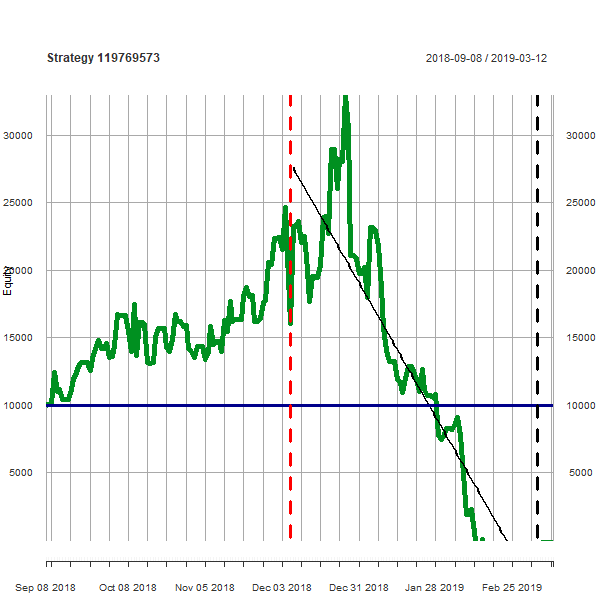 Strategy 119769573 2018-09-08 / 2019-03-12
30000 30000
25000 25000
20000 20000
Equity
15000 15000
10000 10000
5000 5000
Sep 08 2018 Oct 08 2018 Nov 05 2018 Dec 03 2018 Dec 31 2018 Jan 28 2019 Feb 25 2019